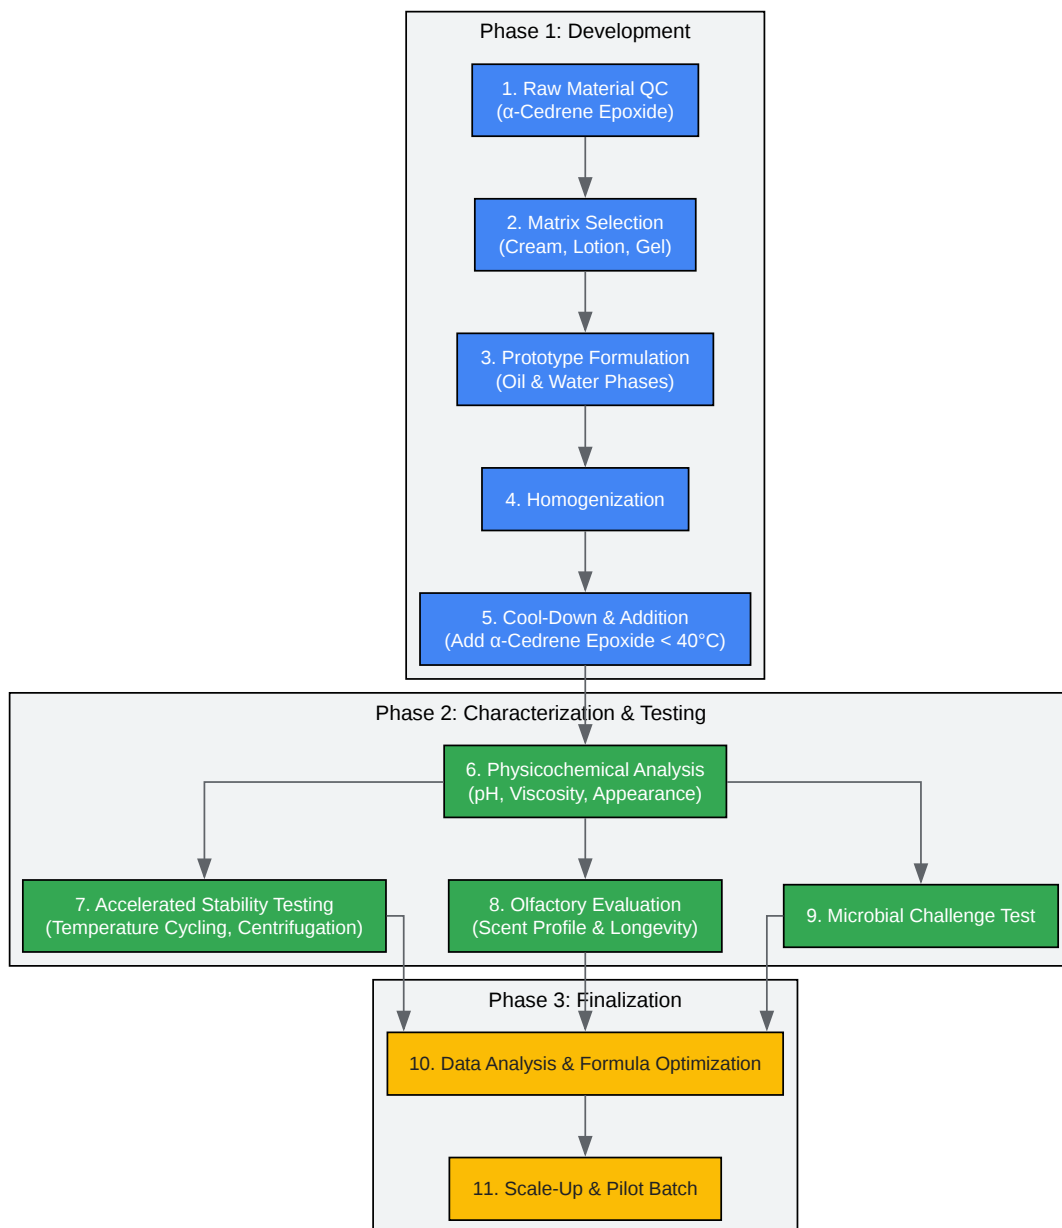 Phase 1: Development
1. Raw Material QC
(α-Cedrene Epoxide)
2. Matrix Selection
(Cream, Lotion, Gel)
3. Prototype Formulation
(Oil & Water Phases)
4. Homogenization
5. Cool-Down & Addition
(Add α-Cedrene Epoxide < 40°C)
Phase 2: Characterization & Testing
6. Physicochemical Analysis
(pH, Viscosity, Appearance)
7. Accelerated Stability Testing
(Temperature Cycling, Centrifugation)
8. Olfactory Evaluation
(Scent Profile & Longevity)
9. Microbial Challenge Test
Phase 3: Finalization
10. Data Analysis & Formula Optimization
11. Scale-Up & Pilot Batch